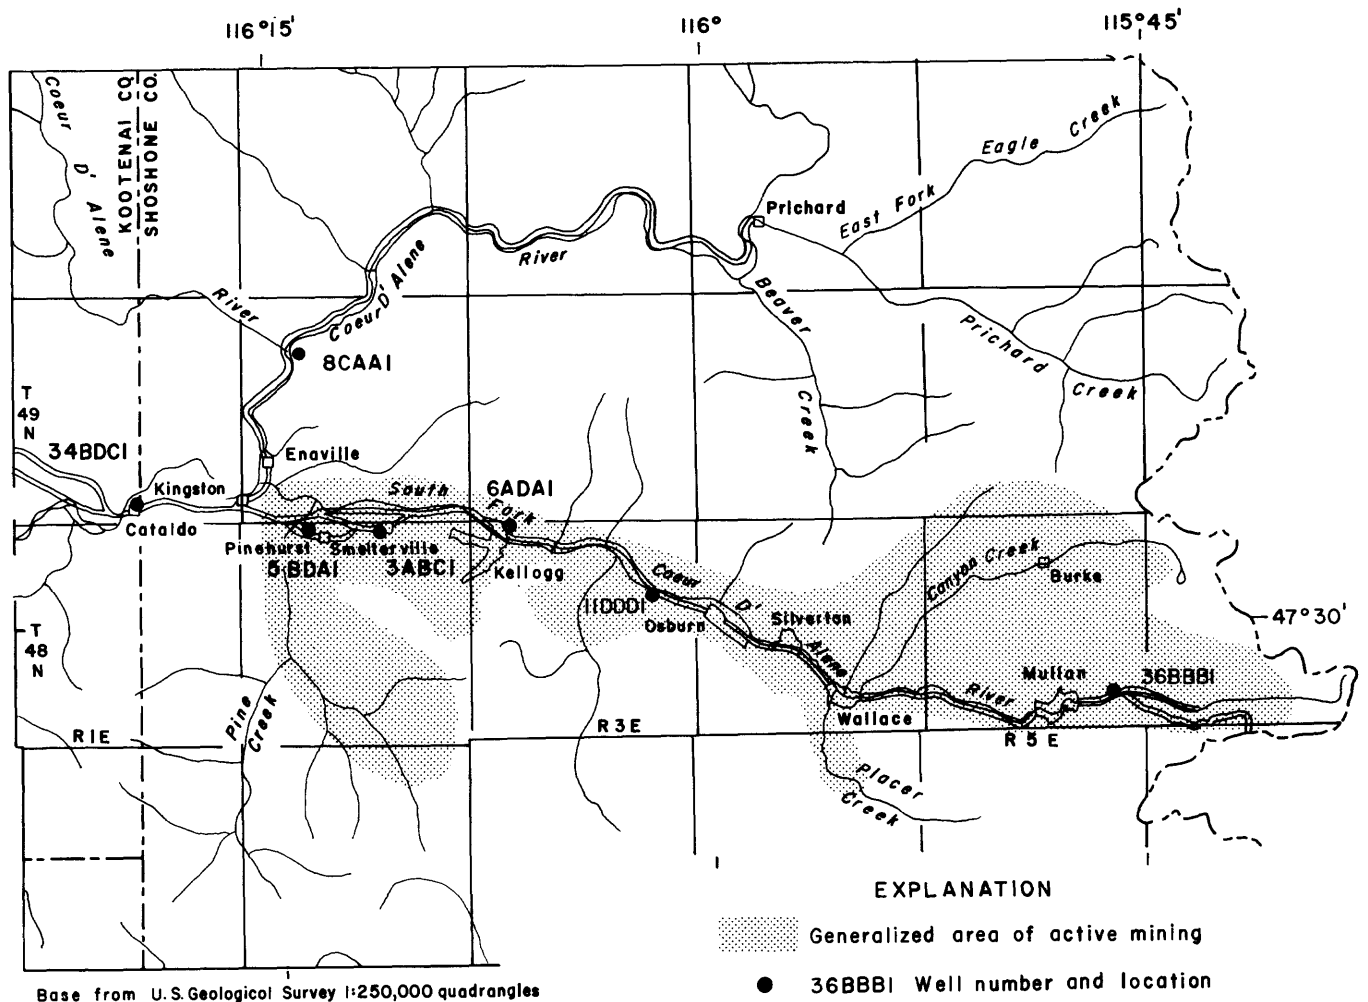 116°15'
116°
115°45'
KOOTENAI CO.
SHOSHONE CO.
Coeur D' Alene
River
Eagle Creek
East Fork
Prichard
River
Coeur D' Alene
Beaver
Creek
Prichard
Creek
8CAA1
T
49
N
34BDC1
Enaville
Kingston
South
Fork
6ADA1
Cataldo
Pinehurst
Smelterville
5BDA1
3ABC1
Kellogg
Coeur
D'
Alene
River
Canyon Creek
Burke
11DDD1
Osburn
Silverton
47°30'
T
48
N
Mullan
36BBB1
Wallace
Pine
Creek
R1E
R3E
R5E
Placer
Creek
EXPLANATION
Generalized area of active mining
36BBB1 Well number and location
Base from U.S. Geological Survey 1:250,000 quadrangles